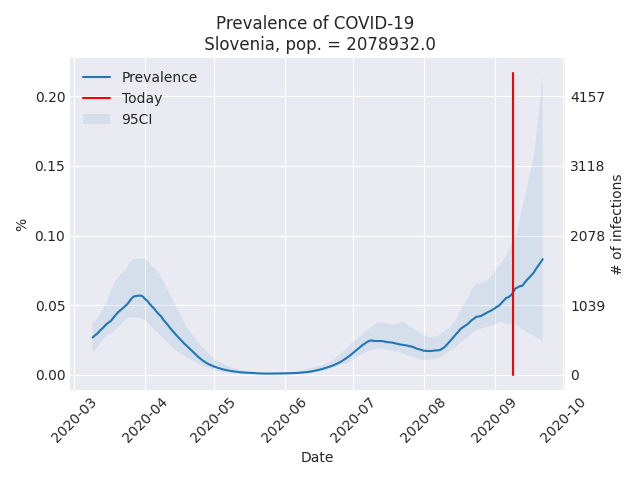 Prevalence of COVID-19
Slovenia, pop. = 2078932.0
Prevalence
Today
95CI
0.20
0.15
0.10
0.05
0.00
%
4157
3118
2078
1039
0
# of infections
2020-03
2020-04
2020-05
2020-06
2020-07
2020-08
2020-09
2020-10
Date